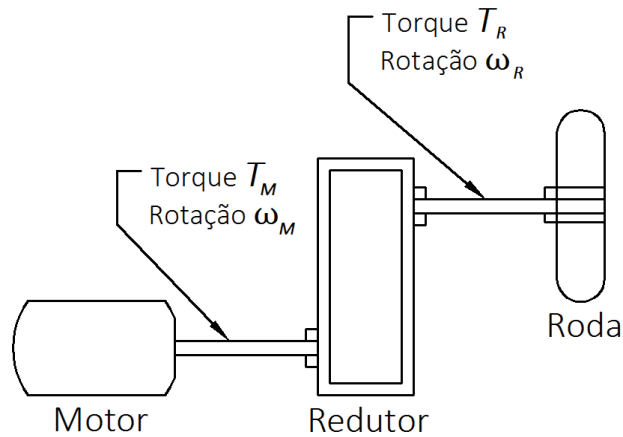 Torque T_R
Rotação ω_R
Torque T_M
Rotação ω_M
Roda
Motor
Redutor